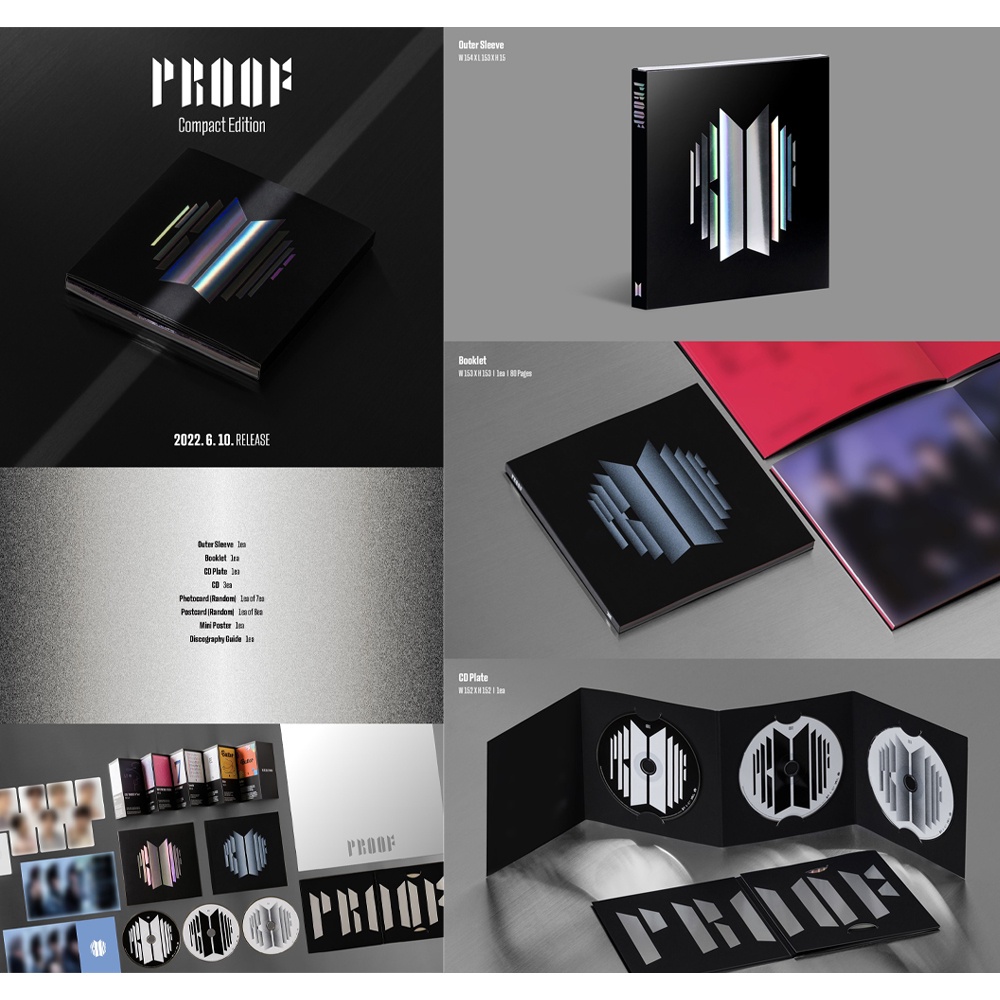 PROOF
Compact Edition
2022. 6. 10. RELEASE
Outer Sleeve 1ea
Booklet 1ea
CD Plate 1ea
CD 3ea
Photocard (Random) 1ea of 7ea
Postcard (Random) 1ea of 8ea
Mini Poster 1ea
Discography Guide 1ea
PROOF
PROOF
Outer Sleeve
W 154 X L 153 X H 15
PROOF
Booklet
W 153 X H 153 | 1ea | 80 Pages
CD Plate
W 152 X H 152 | 1ea
PROOF